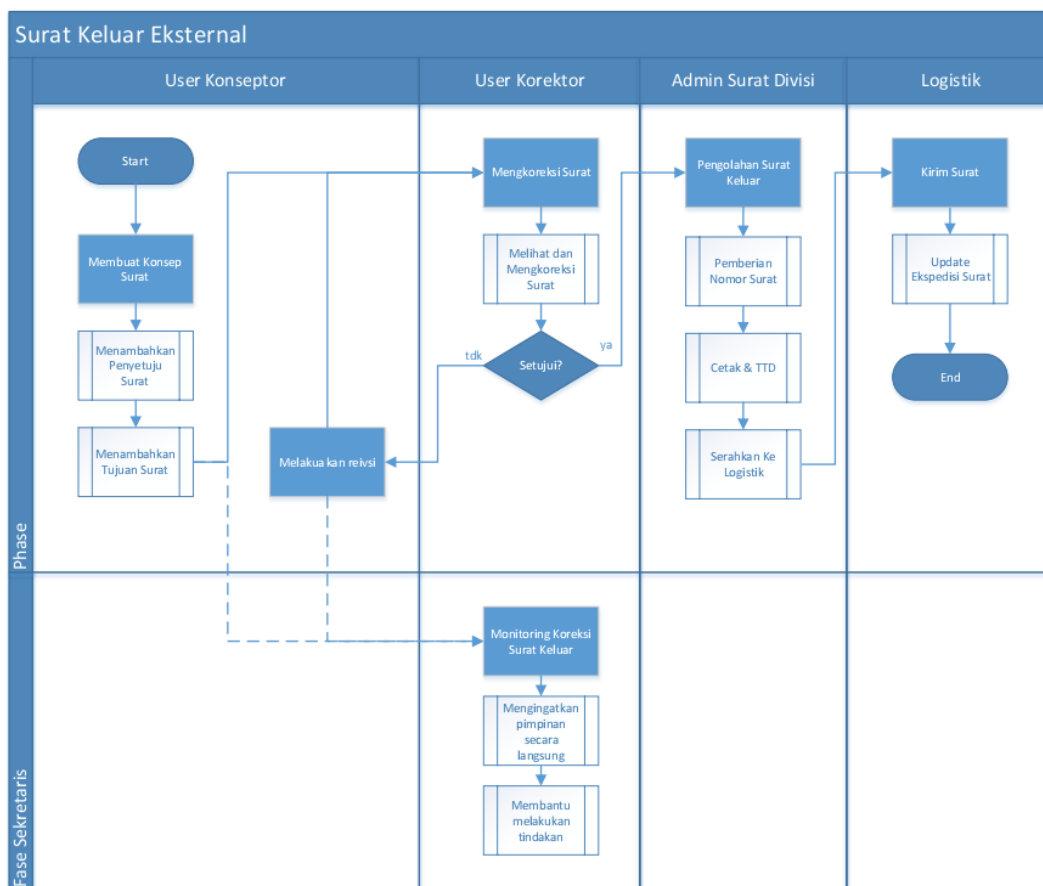 Surat Keluar Eksternal
User Konseptor
User Korektor
Admin Surat Divisi
Logistik
Phase
Start
Membuat Konsep
Surat
Menambahkan
Penyetuju
Surat
Menambahkan
Tujuan Surat
Melakuakan reivsi
Mengkoreksi Surat
Melihat dan
Mengkoreksi
Surat
Setujui?
tdk
ya
Pengolahan Surat
Keluar
Pemberian
Nomor Surat
Cetak & TTD
Serahkan Ke
Logistik
Kirim Surat
Update
Ekspedisi Surat
End
Fase Sekretaris
Monitoring Koreksi
Surat Keluar
Mengingatkan
pimpinan
secara
langsung
Membantu
melakukan
tindakan